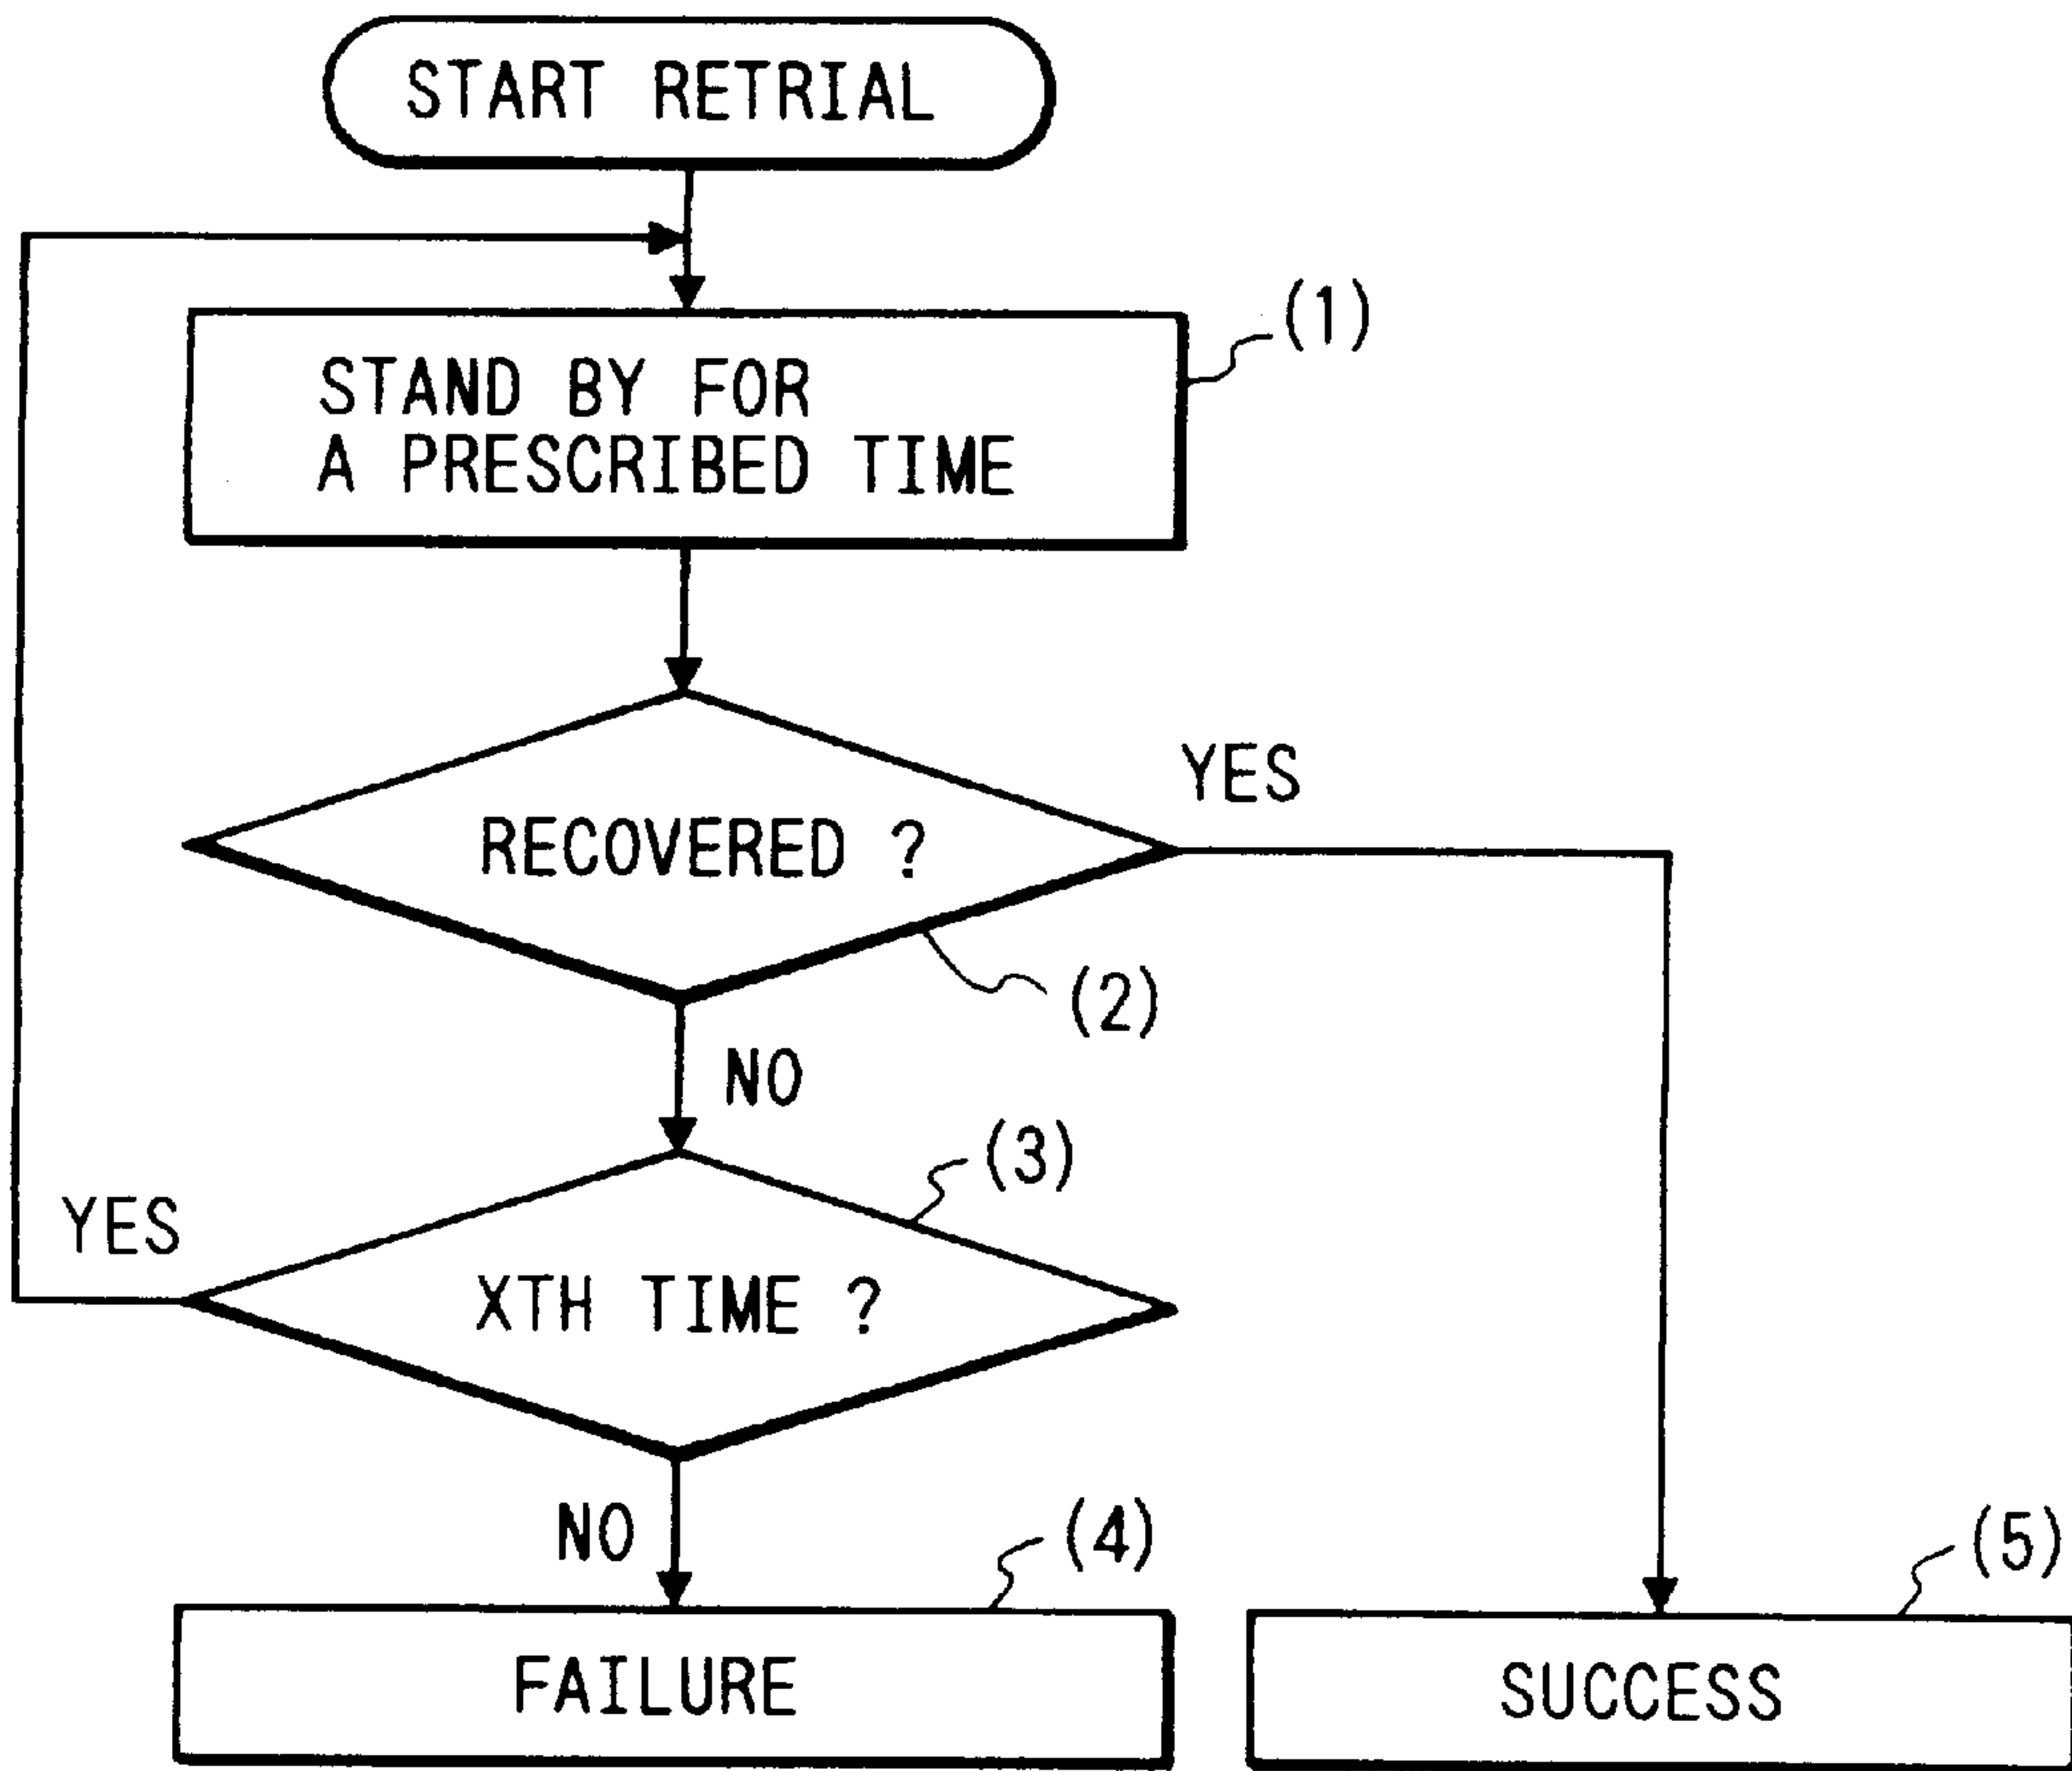 START RETRIAL
(1)
STAND BY FOR
A PRESCRIBED TIME
YES
RECOVERED ?
(2)
NO
(3)
YES
XTH TIME ?
NO
(4)
(5)
FAILURE
SUCCESS